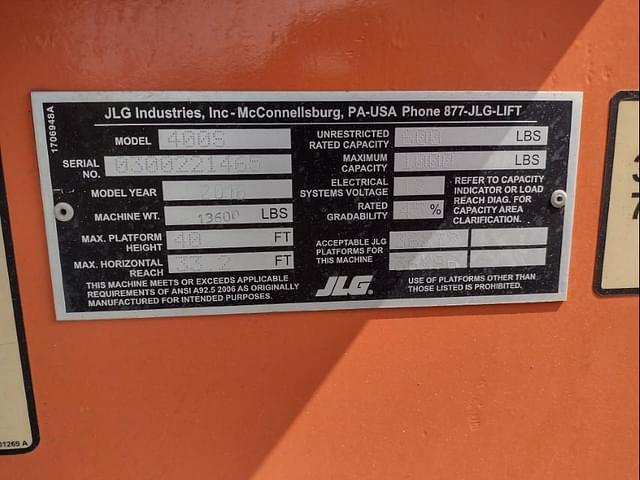 JLG Industries, Inc-McConnellsburg, PA-USA Phone 877-JLG-LIFT
1706948A
MODEL 400S
SERIAL NO.
MODEL YEAR
MACHINE WT. 13600 LBS
MAX. PLATFORM HEIGHT 40 FT
MAX. HORIZONTAL REACH FT
THIS MACHINE MEETS OR EXCEEDS APPLICABLE
REQUIREMENTS OF ANSI A92.5 2006 AS ORIGINALLY
MANUFACTURED FOR INTENDED PURPOSES.
UNRESTRICTED RATED CAPACITY LBS
MAXIMUM CAPACITY LBS
ELECTRICAL SYSTEMS VOLTAGE
RATED GRADABILITY %
REFER TO CAPACITY
INDICATOR OR LOAD
REACH DIAG. FOR
CAPACITY AREA
CLARIFICATION.
ACCEPTABLE JLG
PLATFORMS FOR
THIS MACHINE
JLG
USE OF PLATFORMS OTHER THAN
THOSE LISTED IS PROHIBITED.